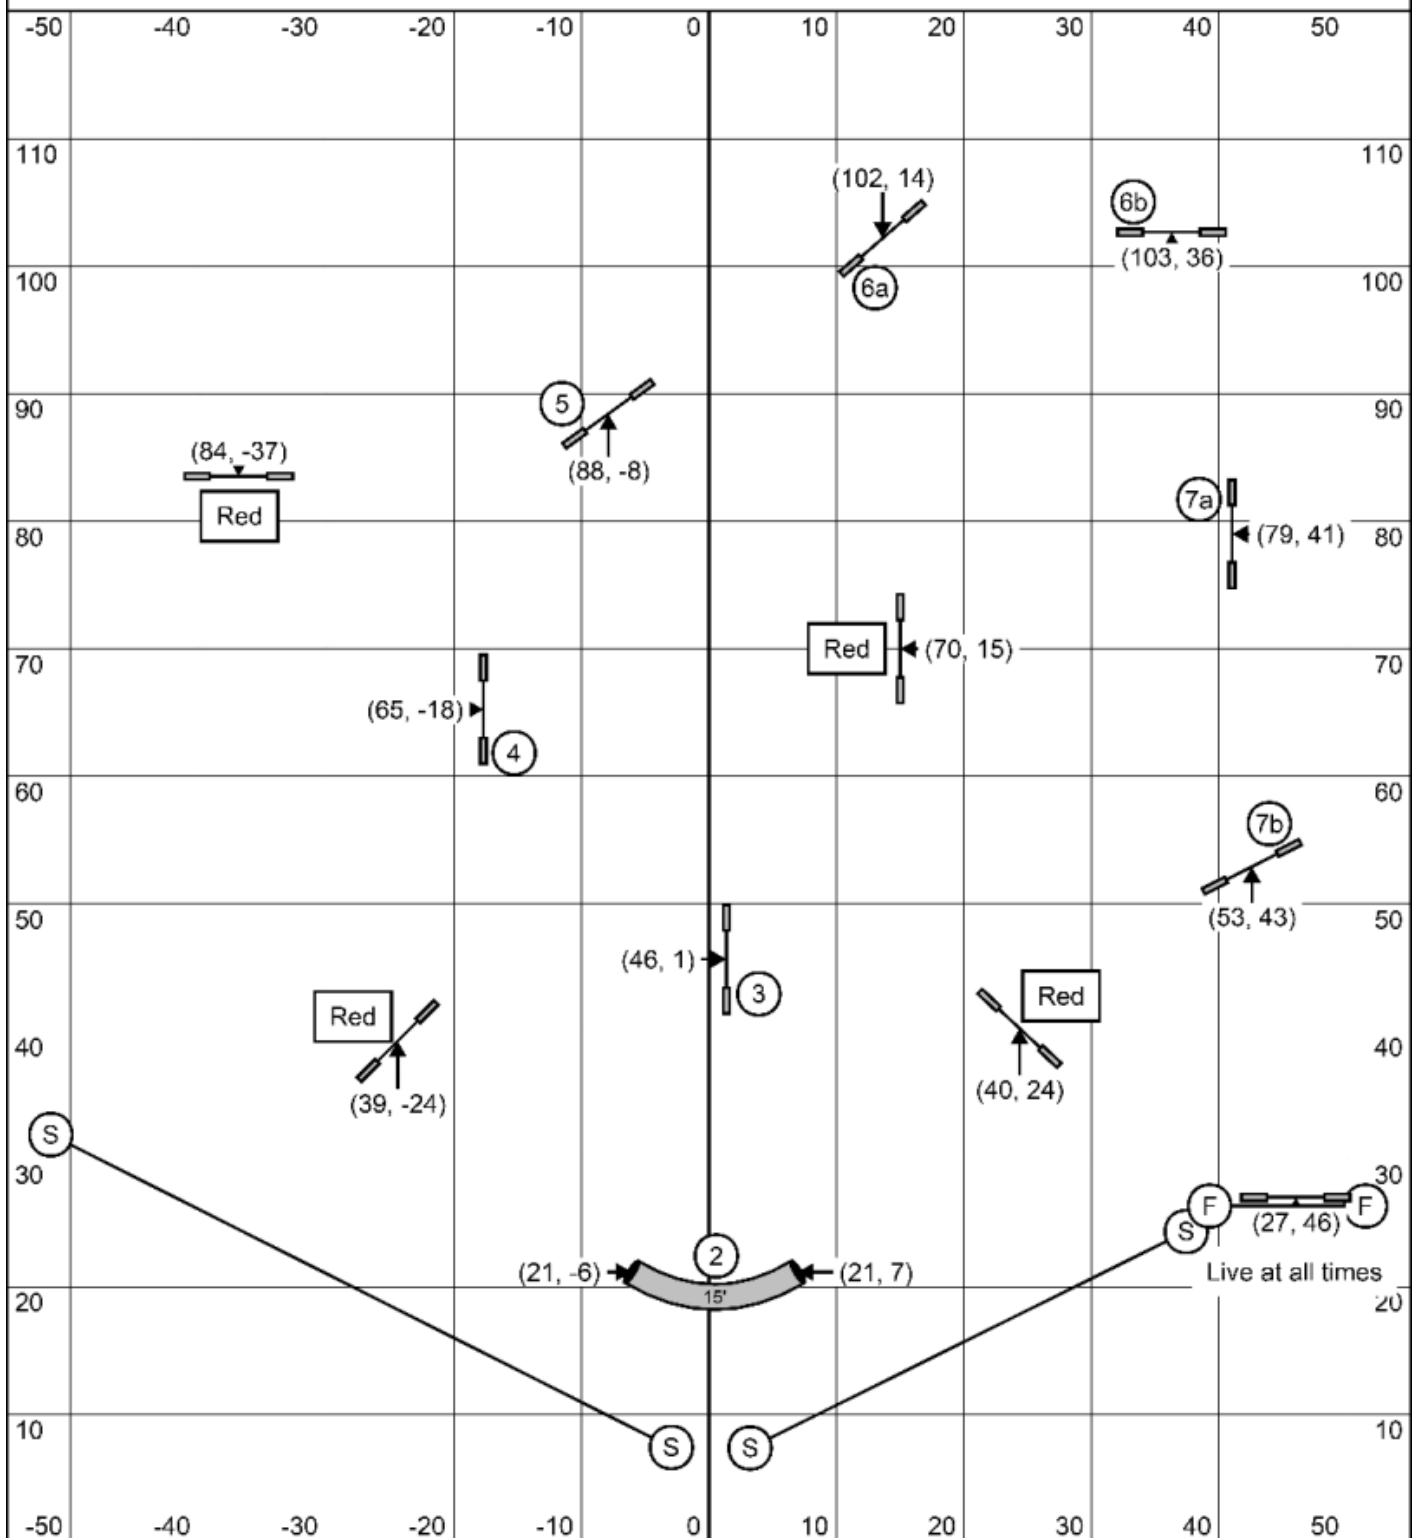 -50 -40 -30 -20 -10 0 10 20 30 40 50
110 110
(102, 14) 6b
(103, 36)
100 6a 100
90 5 90
(84, -37) (88, -8)
Red 7a
80 (79, 41) 80
Red (70, 15)
70 70
(65, -18)
4
60 60
7b
50 (53, 43) 50
(46, 1)
3 Red
Red
40 40
(40, 24)
(39, -24)
S
30 30
F F
(27, 46)
S
2
(21, -6) (21, 7) Live at all times
15'
20 20
10 10
S S
-50 -40 -30 -20 -10 0 10 20 30 40 50